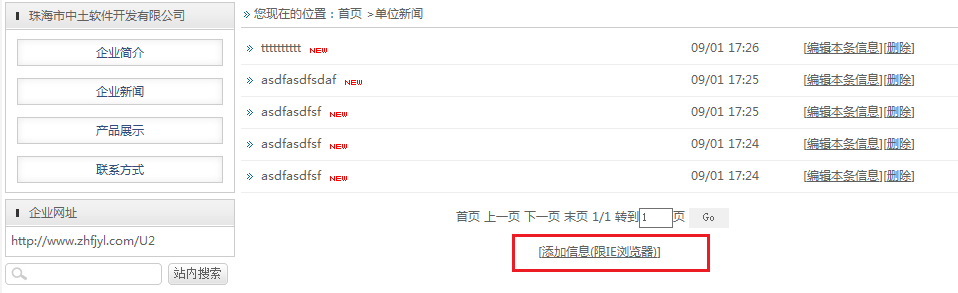 珠海市中土软件开发有限公司
企业简介
企业新闻
产品展示
联系方式
企业网址
http://www.zhfjyl.com/U2
站内搜索
您现在的位置：首页 >单位新闻
tttttttttt NEW 09/01 17:26 [编辑本条信息][删除]
asdfasdfsdaf NEW 09/01 17:25 [编辑本条信息][删除]
asdfasdfsf NEW 09/01 17:25 [编辑本条信息][删除]
asdfasdfsf NEW 09/01 17:24 [编辑本条信息][删除]
asdfasdfsf NEW 09/01 17:24 [编辑本条信息][删除]
首页 上一页 下一页 末页 1/1 转到 1 页 Go
[添加信息(限IE浏览器)]